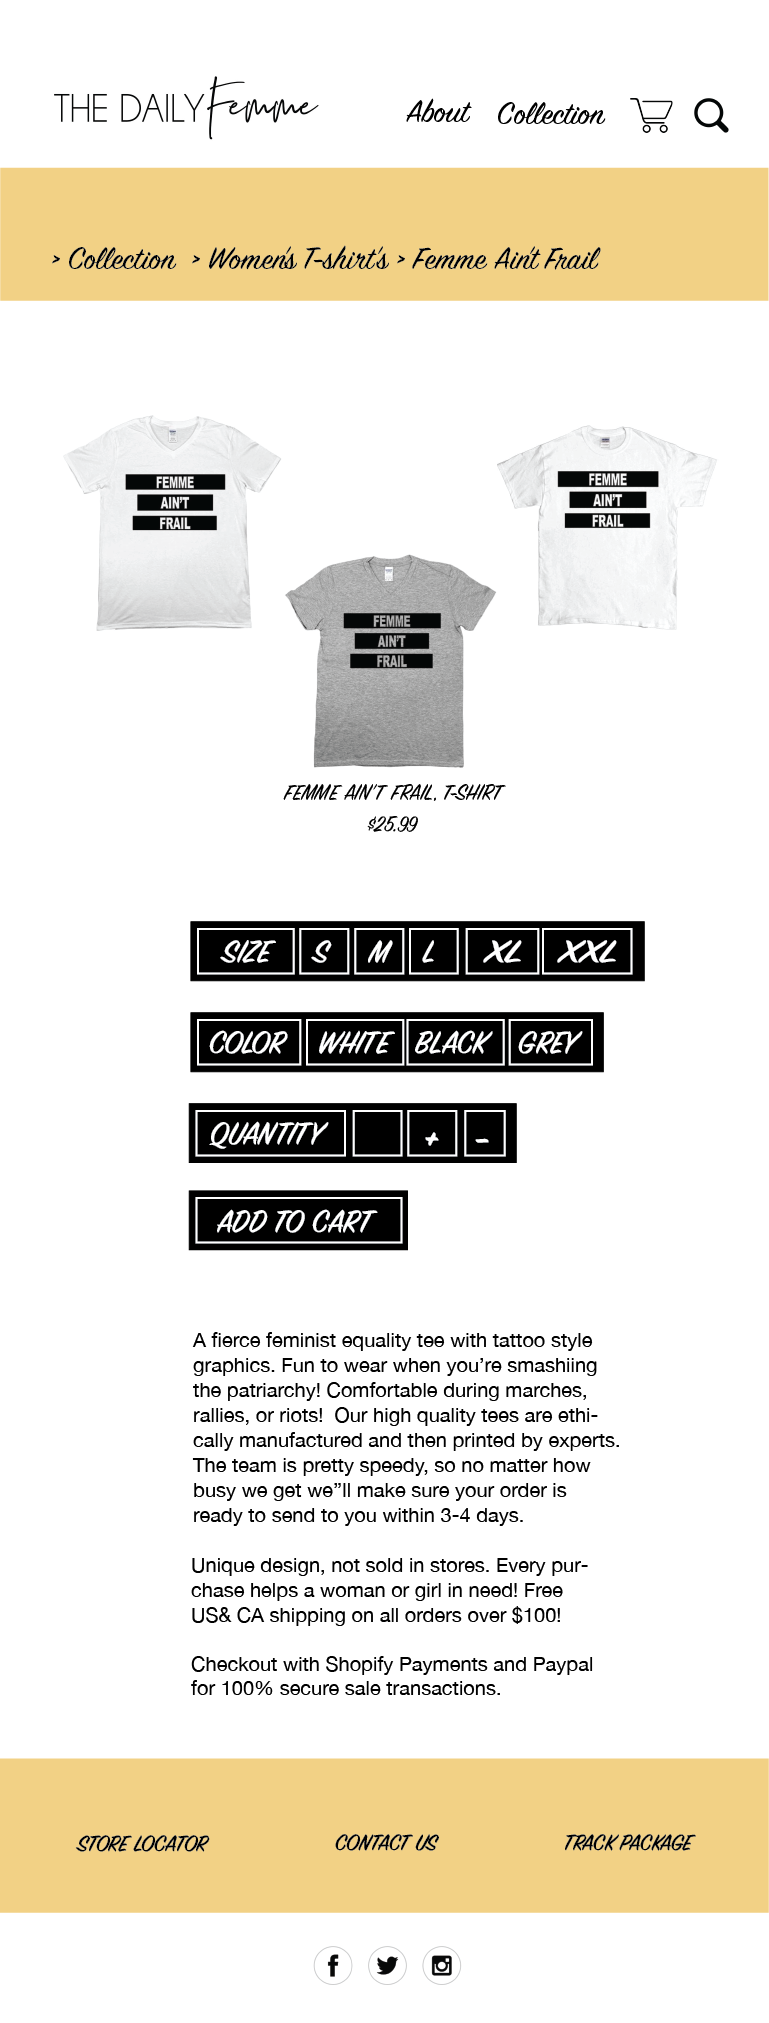 THE DAILY Femme
About Collection
> Collection > Women's T-shirt's > Femme Ain't Frail
FEMME
AIN'T
FRAIL
FEMME
AIN'T
FRAIL
FEMME
AIN'T
FRAIL
FEMME AIN'T FRAIL, T-SHIRT
$25.99
SIZE S M L XL XXL
COLOR WHITE BLACK GREY
QUANTITY + -
ADD TO CART
A fierce feminist equality tee with tattoo style
graphics. Fun to wear when you’re smashiing
the patriarchy! Comfortable during marches,
rallies, or riots!  Our high quality tees are ethi-
cally manufactured and then printed by experts.
The team is pretty speedy, so no matter how
busy we get we”ll make sure your order is
ready to send to you within 3-4 days.
Unique design, not sold in stores. Every pur-
chase helps a woman or girl in need! Free
US& CA shipping on all orders over $100!
Checkout with Shopify Payments and Paypal
for 100% secure sale transactions.
STORE LOCATOR CONTACT US TRACK PACKAGE